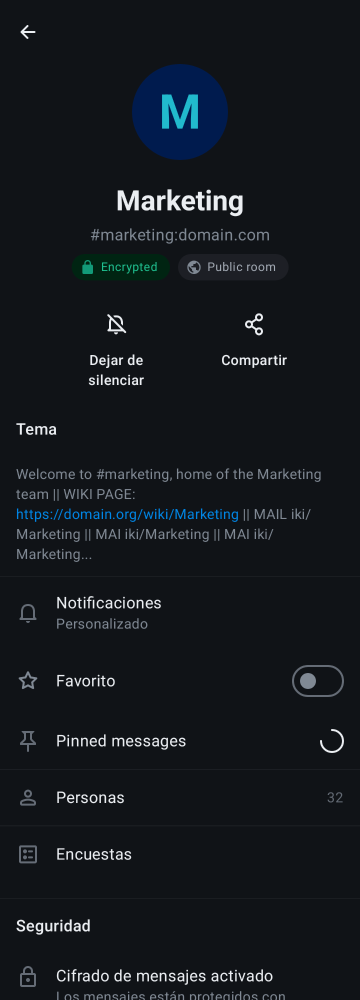 M
Marketing
#marketing:domain.com
Encrypted
Public room
Dejar de
silenciar
Compartir
Tema
Welcome to #marketing, home of the Marketing
team || WIKI PAGE:
https://domain.org/wiki/Marketing || MAIL iki/
Marketing || MAI iki/Marketing || MAI iki/
Marketing...
Notificaciones
Personalizado
Favorito
Pinned messages
Personas 32
Encuestas
Seguridad
Cifrado de mensajes activado
Los mensajes están protegidos con